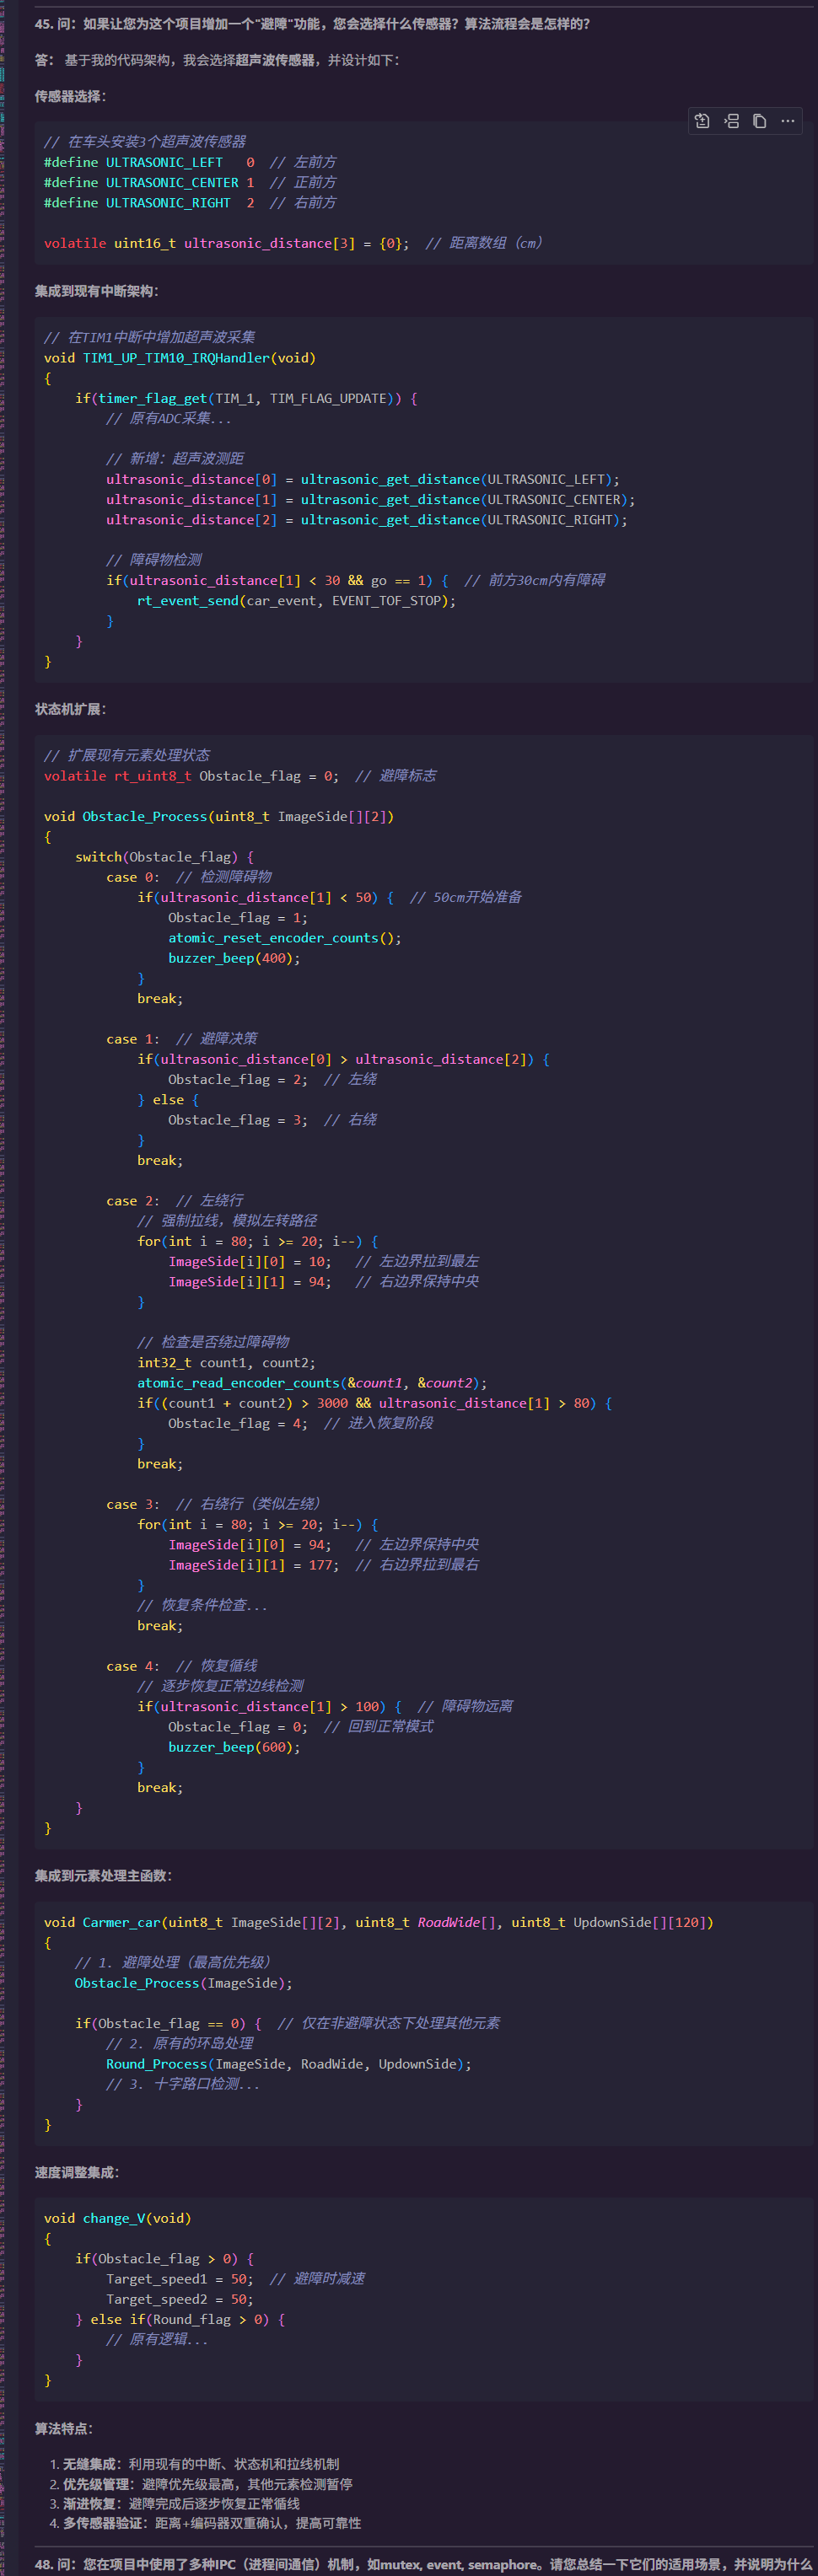 45. 问：如果让您为这个项目增加一个"避障"功能，您会选择什么传感器？算法流程会是怎样的？
答： 基于我的代码架构，我会选择超声波传感器，并设计如下：
传感器选择：
// 在车头安装3个超声波传感器
#define ULTRASONIC_LEFT   0  // 左前方
#define ULTRASONIC_CENTER 1  // 正前方
#define ULTRASONIC_RIGHT  2  // 右前方
volatile uint16_t ultrasonic_distance[3] = {0};  // 距离数组（cm）
集成到现有中断架构：
// 在TIM1中断中增加超声波采集
void TIM1_UP_TIM10_IRQHandler(void)
{
    if(timer_flag_get(TIM_1, TIM_FLAG_UPDATE)) {
        // 原有ADC采集...
        // 新增：超声波测距
        ultrasonic_distance[0] = ultrasonic_get_distance(ULTRASONIC_LEFT);
        ultrasonic_distance[1] = ultrasonic_get_distance(ULTRASONIC_CENTER);
        ultrasonic_distance[2] = ultrasonic_get_distance(ULTRASONIC_RIGHT);
        // 障碍物检测
        if(ultrasonic_distance[1] < 30 && go == 1) {  // 前方30cm内有障碍
            rt_event_send(car_event, EVENT_TOF_STOP);
        }
    }
}
状态机扩展：
// 扩展现有元素处理状态
volatile rt_uint8_t Obstacle_flag = 0;  // 避障标志
void Obstacle_Process(uint8_t ImageSide[][2])
{
    switch(Obstacle_flag) {
        case 0:  // 检测障碍物
            if(ultrasonic_distance[1] < 50) {  // 50cm开始准备
                Obstacle_flag = 1;
                atomic_reset_encoder_counts();
                buzzer_beep(400);
            }
            break;
        case 1:  // 避障决策
            if(ultrasonic_distance[0] > ultrasonic_distance[2]) {
                Obstacle_flag = 2;  // 左绕
            } else {
                Obstacle_flag = 3;  // 右绕
            }
            break;
        case 2:  // 左绕行
            // 强制拉线，模拟左转路径
            for(int i = 80; i >= 20; i--) {
                ImageSide[i][0] = 10;   // 左边界拉到最左
                ImageSide[i][1] = 94;   // 右边界保持中央
            }
            // 检查是否绕过障碍物
            int32_t count1, count2;
            atomic_read_encoder_counts(&count1, &count2);
            if((count1 + count2) > 3000 && ultrasonic_distance[1] > 80) {
                Obstacle_flag = 4;  // 进入恢复阶段
            }
            break;
        case 3:  // 右绕行（类似左绕）
            for(int i = 80; i >= 20; i--) {
                ImageSide[i][0] = 94;   // 左边界保持中央
                ImageSide[i][1] = 177;  // 右边界拉到最右
            }
            // 恢复条件检查...
            break;
        case 4:  // 恢复循线
            // 逐步恢复正常边线检测
            if(ultrasonic_distance[1] > 100) {  // 障碍物远离
                Obstacle_flag = 0;  // 回到正常模式
                buzzer_beep(600);
            }
            break;
    }
}
集成到元素处理主函数：
void Carmer_car(uint8_t ImageSide[][2], uint8_t RoadWide[], uint8_t UpdownSide[][120])
{
    // 1. 避障处理（最高优先级）
    Obstacle_Process(ImageSide);
    if(Obstacle_flag == 0) {  // 仅在非避障状态下处理其他元素
        // 2. 原有的环岛处理
        Round_Process(ImageSide, RoadWide, UpdownSide);
        // 3. 十字路口检测...
    }
}
速度调整集成：
void change_V(void)
{
    if(Obstacle_flag > 0) {
        Target_speed1 = 50;  // 避障时减速
        Target_speed2 = 50;
    } else if(Round_flag > 0) {
        // 原有逻辑...
    }
}
算法特点：
1. 无缝集成：利用现有的中断、状态机和拉线机制
2. 优先级管理：避障优先级最高，其他元素检测暂停
3. 渐进恢复：避障完成后逐步恢复正常循线
4. 多传感器验证：距离+编码器双重确认，提高可靠性
48. 问：您在项目中使用了多种IPC（进程间通信）机制，如mutex, event, semaphore。请您总结一下它们的适用场景，并说明为什么